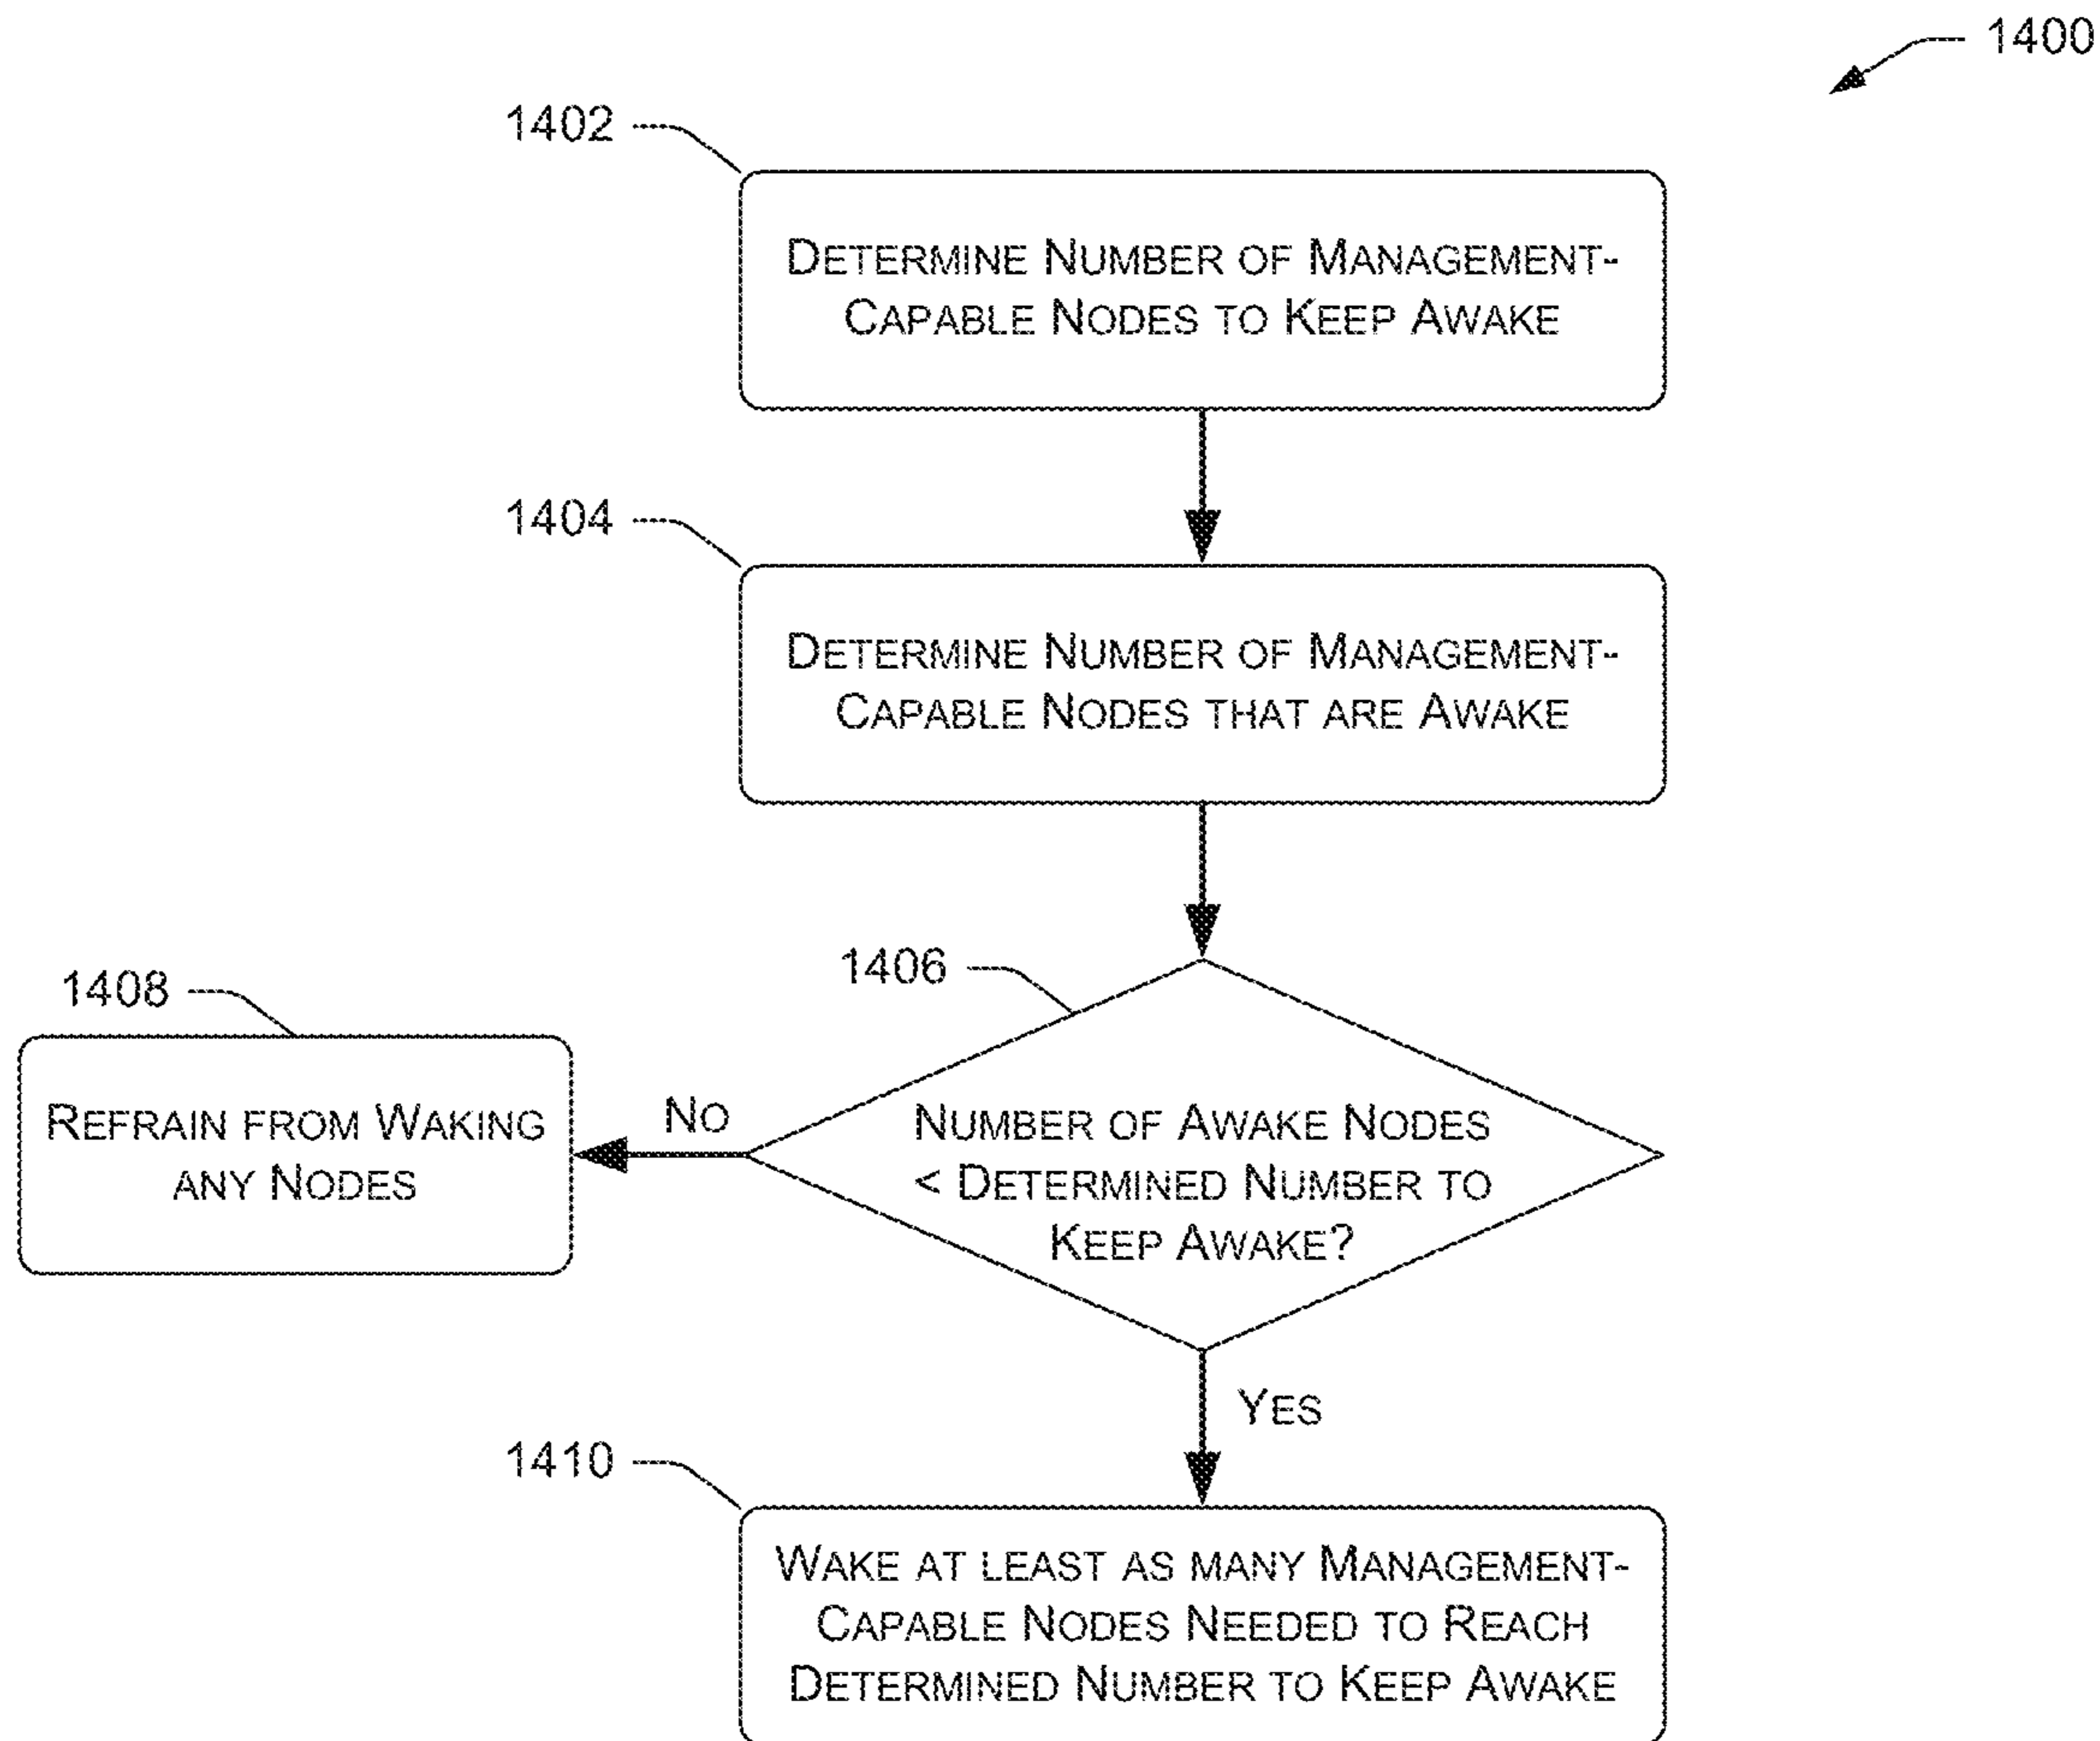 1400
1402
DETERMINE NUMBER OF MANAGEMENT-
CAPABLE NODES TO KEEP AWAKE
1404
DETERMINE NUMBER OF MANAGEMENT-
CAPABLE NODES THAT ARE AWAKE
1406
NUMBER OF AWAKE NODES
< DETERMINED NUMBER TO
KEEP AWAKE?
1408
REFRAIN FROM WAKING
ANY NODES
NO
YES
1410
WAKE AT LEAST AS MANY MANAGEMENT-
CAPABLE NODES NEEDED TO REACH
DETERMINED NUMBER TO KEEP AWAKE